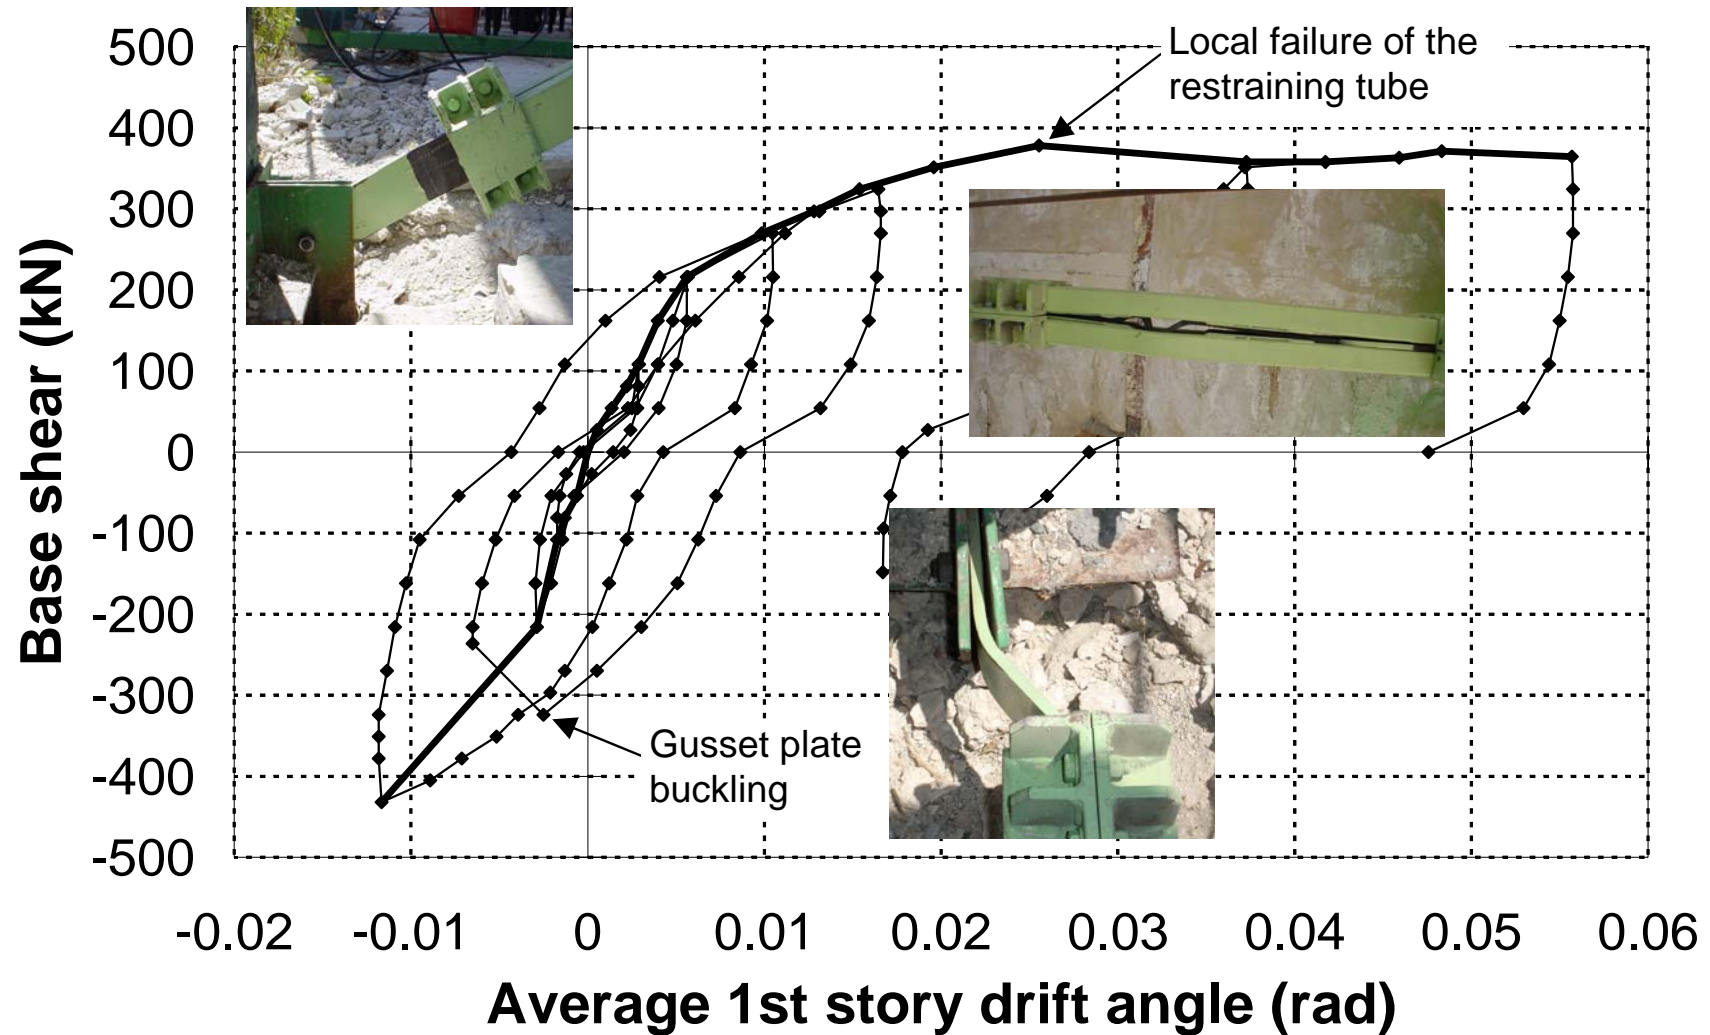 500
400
300
200
100
0
-100
-200
-300
-400
-500
Base shear (kN)
Local failure of the
restraining tube
Gusset plate
buckling
-0.02 -0.01 0 0.01 0.02 0.03 0.04 0.05 0.06
Average 1st story drift angle (rad)